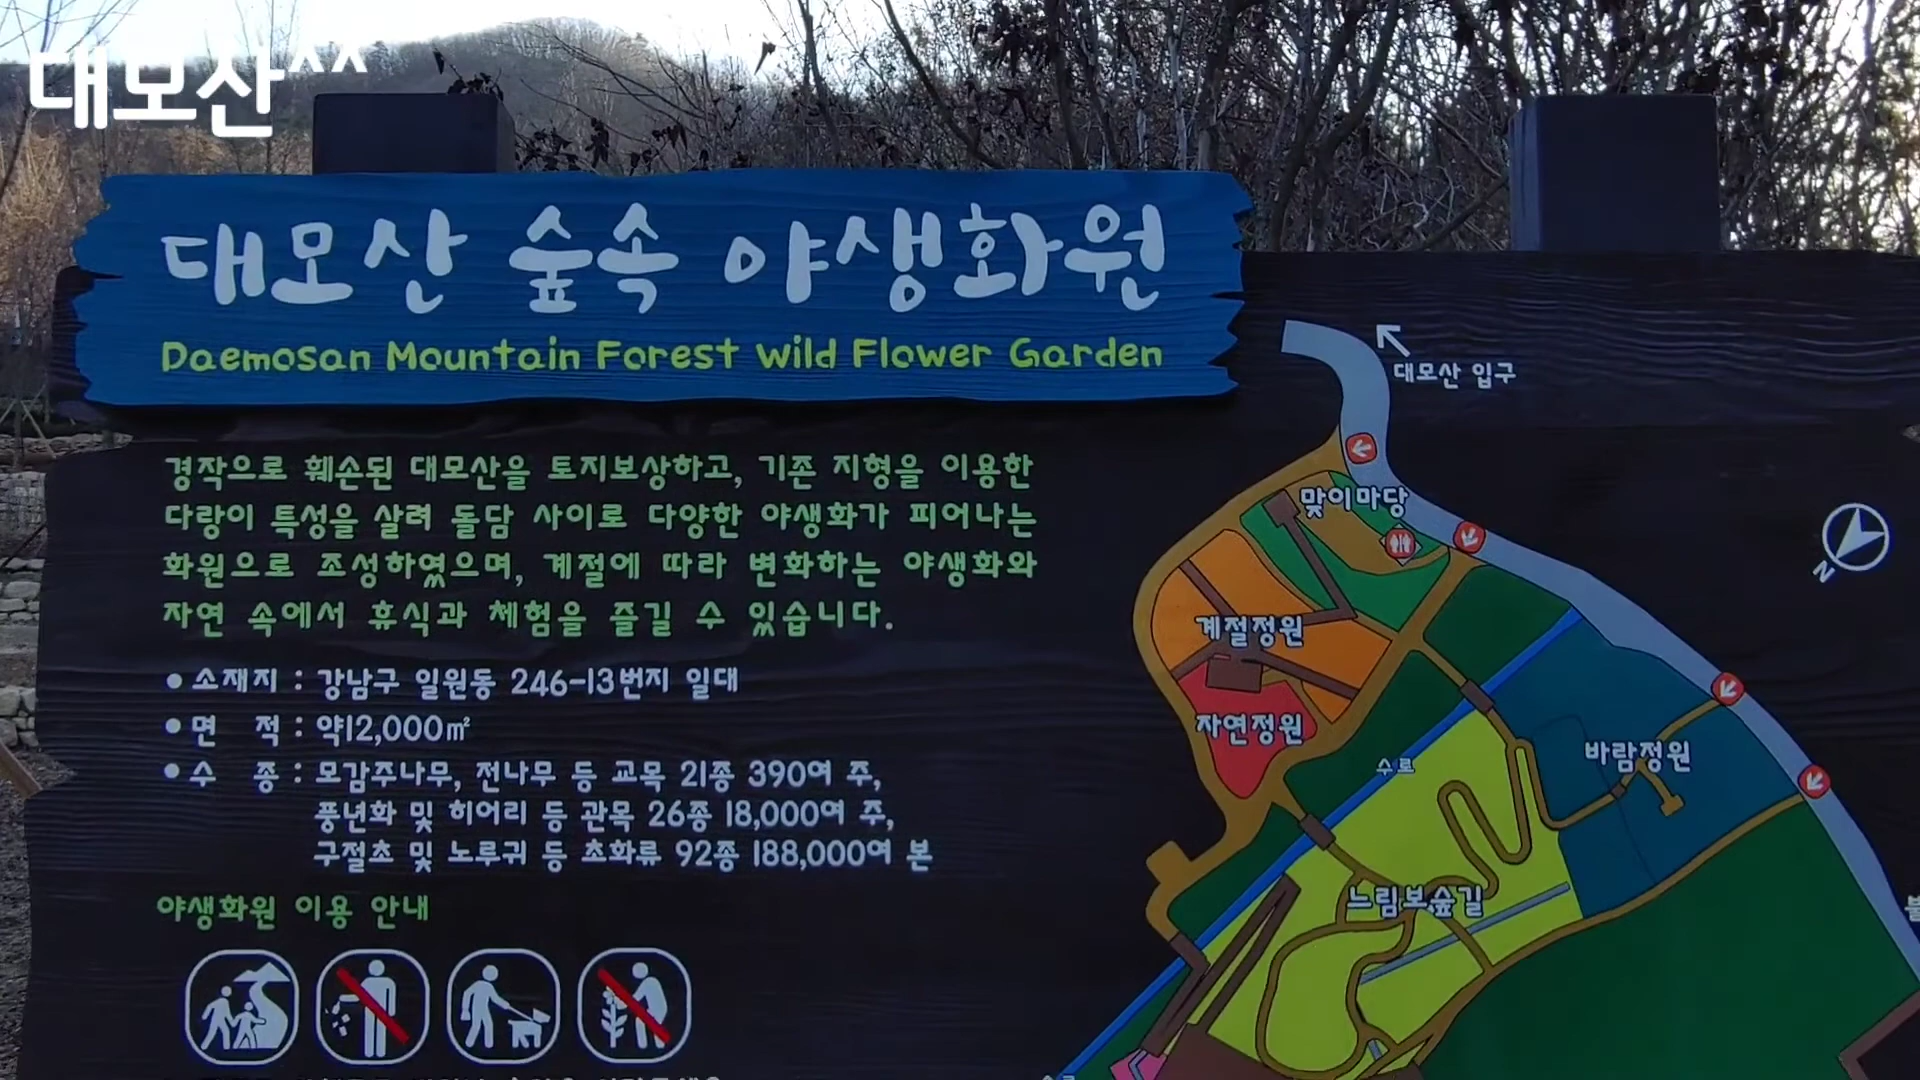 대모산^^
대모산 숲속 야생화원
Daemosan Mountain Forest Wild Flower Garden
경작으로 훼손된 대모산을 토지보상하고, 기존 지형을 이용한
다랑이 특성을 살려 돌담 사이로 다양한 야생화가 피어나는
화원으로 조성하였으며, 계절에 따라 변화하는 야생화와
자연 속에서 휴식과 체험을 즐길 수 있습니다.
• 소재지 : 강남구 일원동 246-13번지 일대
• 면 적 : 약12,000㎡
• 수 종 : 모감주나무, 전나무 등 교목 21종 390여 주,
풍년화 및 히어리 등 관목 26종 18,000여 주,
구절초 및 노루귀 등 초화류 92종 188,000여 본
야생화원 이용 안내
대모산 입구
맞이마당
N
계절정원
자연정원
수로
바람정원
느림보숲길